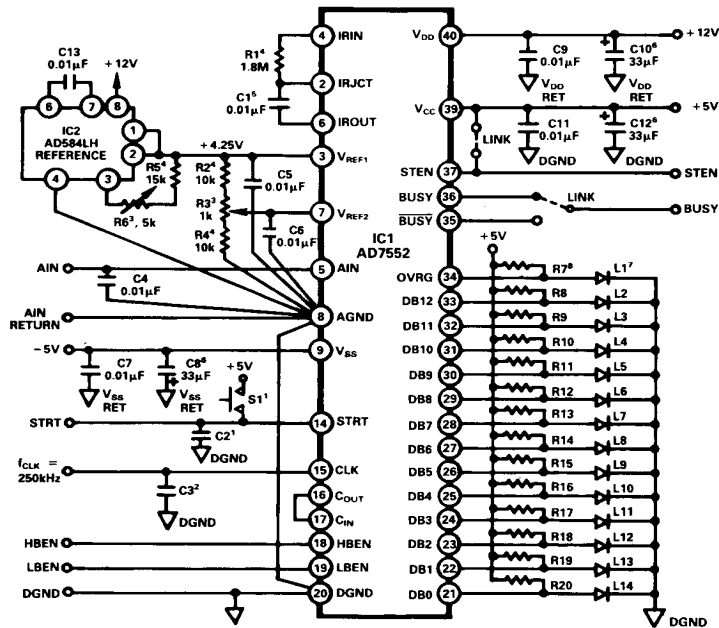 C13
0.01µF
+12V
6
7
8
1
2
IC2
AD584LH
REFERENCE
4
3
R5⁴
15k
R6³, 5k
+4.25V
R2⁴
10k
R3³
1k
R4⁴
10k
C5
0.01µF
C6
0.01µF
R1⁴
1.8M
C1⁵
0.01µF
AIN
C4
0.01µF
AIN
RETURN
−5V
C7
0.01µF
VSS
RET
C8⁶
33µF
VSS
RET
+5V
S1¹
STRT
C2¹
DGND
fCLK =
250kHz
C3²
DGND
HBEN
LBEN
DGND
4 IRIN
2 IRJCT
6 IROUT
3 VREF1
7 VREF2
5 AIN
8 AGND
9 VSS
14 STRT
15 CLK
16 COUT
17 CIN
18 HBEN
19 LBEN
20 DGND
IC1
AD7552
VDD 40
VCC 39
STEN 37
BUSY 36
BUSY 35
OVRG 34
DB12 33
DB11 32
DB10 31
DB9 30
DB8 29
DB7 28
DB6 27
DB5 26
DB4 25
DB3 24
DB2 23
DB1 22
DB0 21
+12V
C9
0.01µF
VDD
RET
C10⁶
33µF
VDD
RET
+5V
LINK
C11
0.01µF
DGND
C12⁶
33µF
DGND
STEN
LINK
BUSY
+5V
R7⁸ L1⁷
R8 L2
R9 L3
R10 L4
R11 L5
R12 L6
R13 L7
R14 L8
R15 L9
R16 L10
R17 L11
R18 L12
R19 L13
R20 L14
DGND